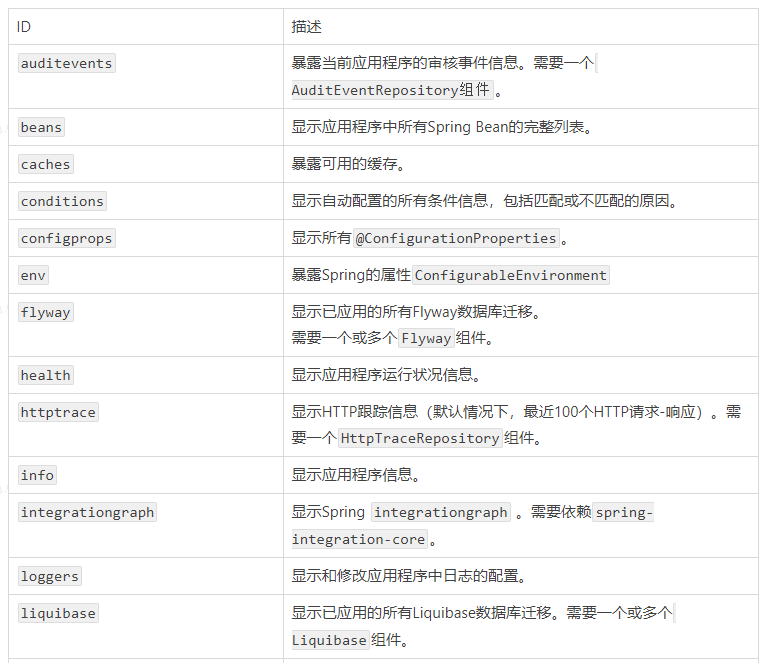 ID 描述
auditevents 暴露当前应用程序的审核事件信息。需要一个
AuditEventRepository组件。
beans 显示应用程序中所有Spring Bean的完整列表。
caches 暴露可用的缓存。
conditions 显示自动配置的所有条件信息，包括匹配或不匹配的原因。
configprops 显示所有@ConfigurationProperties。
env 暴露Spring的属性ConfigurableEnvironment
flyway 显示已应用的所有Flyway数据库迁移。
需要一个或多个Flyway组件。
health 显示应用程序运行状况信息。
httptrace 显示HTTP跟踪信息（默认情况下，最近100个HTTP请求-响应）。需
要一个HttpTraceRepository组件。
info 显示应用程序信息。
integrationgraph 显示Spring integrationgraph 。需要依赖spring-
integration-core。
loggers 显示和修改应用程序中日志的配置。
liquibase 显示已应用的所有Liquibase数据库迁移。需要一个或多个
Liquibase组件。